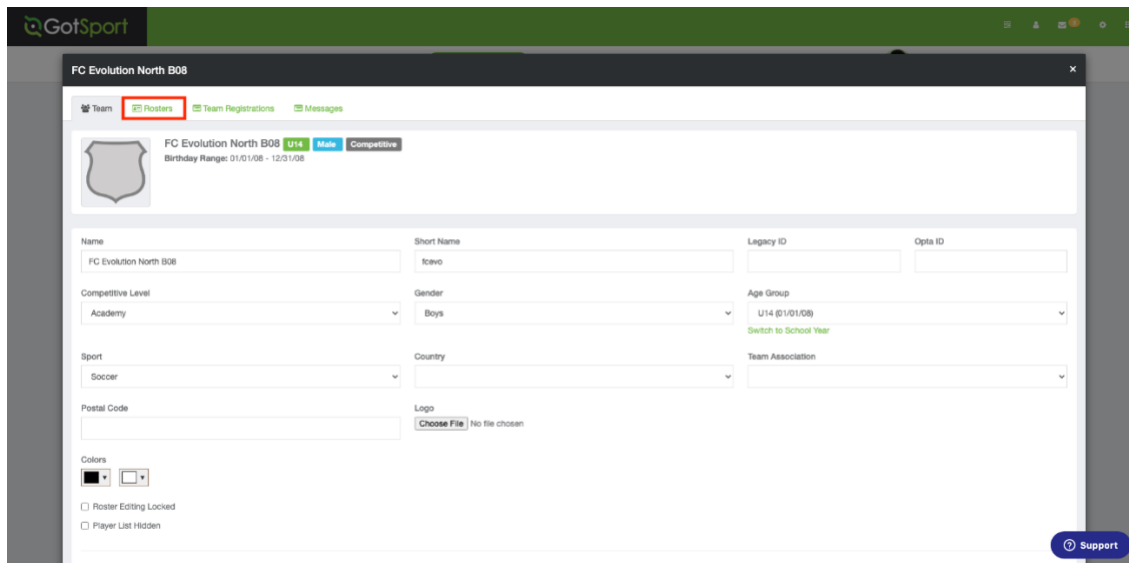 GotSport
FC Evolution North B08 ×
Team Rosters Team Registrations Messages
FC Evolution North B08 U14 Male Competitive
Birthday Range: 01/01/08 - 12/31/08
Name Short Name Legacy ID Opta ID
FC Evolution North B08 fcevo
Competitive Level Gender Age Group
Academy Boys U14 (01/01/08)
Switch to School Year
Sport Country Team Association
Soccer
Postal Code Logo
Choose File No file chosen
Colors
Roster Editing Locked
Player List Hidden
Support